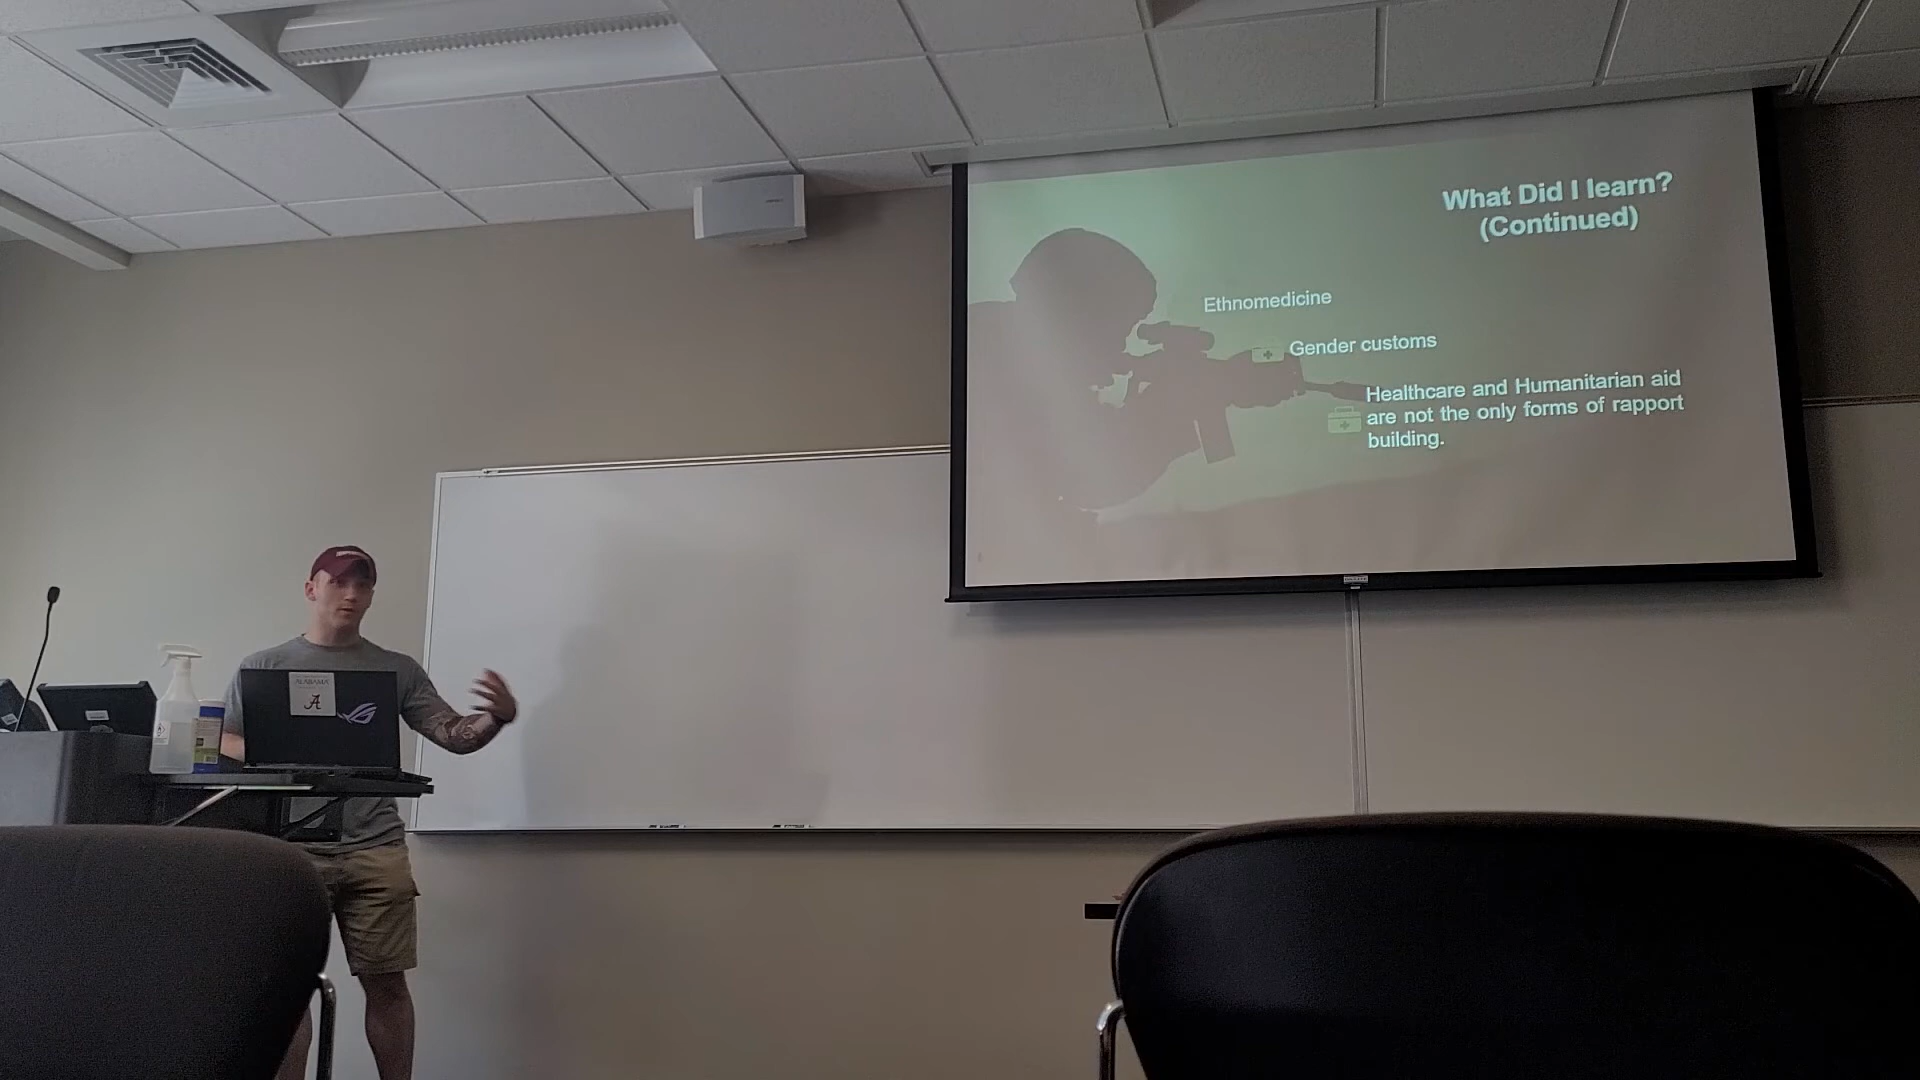 What Did I learn?
(Continued)
Ethnomedicine
Gender customs
Healthcare and Humanitarian aid
are not the only forms of rapport
building.
ALABAMA
A